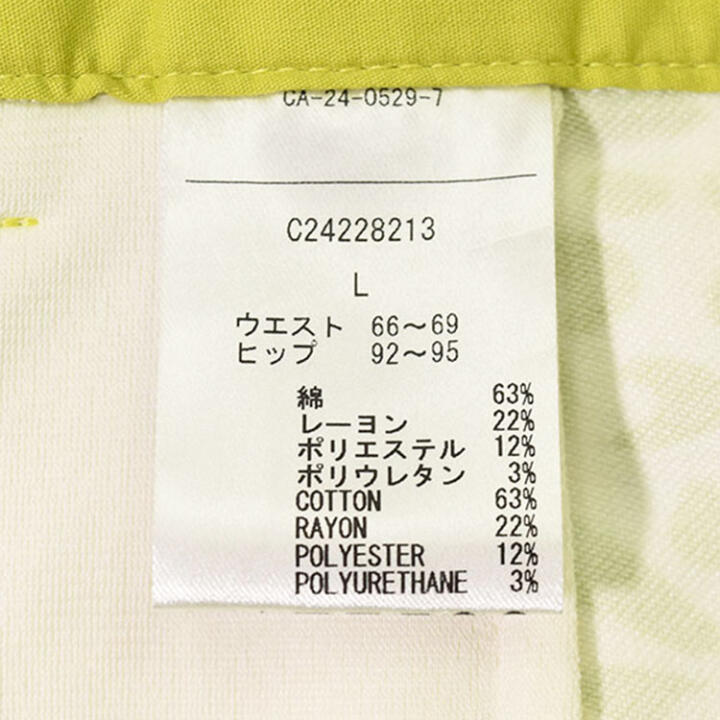 CA-24-0529-7
C24228213
L
ウエスト 66～69
ヒップ 92～95
綿 63%
レーヨン 22%
ポリエステル 12%
ポリウレタン 3%
COTTON 63%
RAYON 22%
POLYESTER 12%
POLYURETHANE 3%